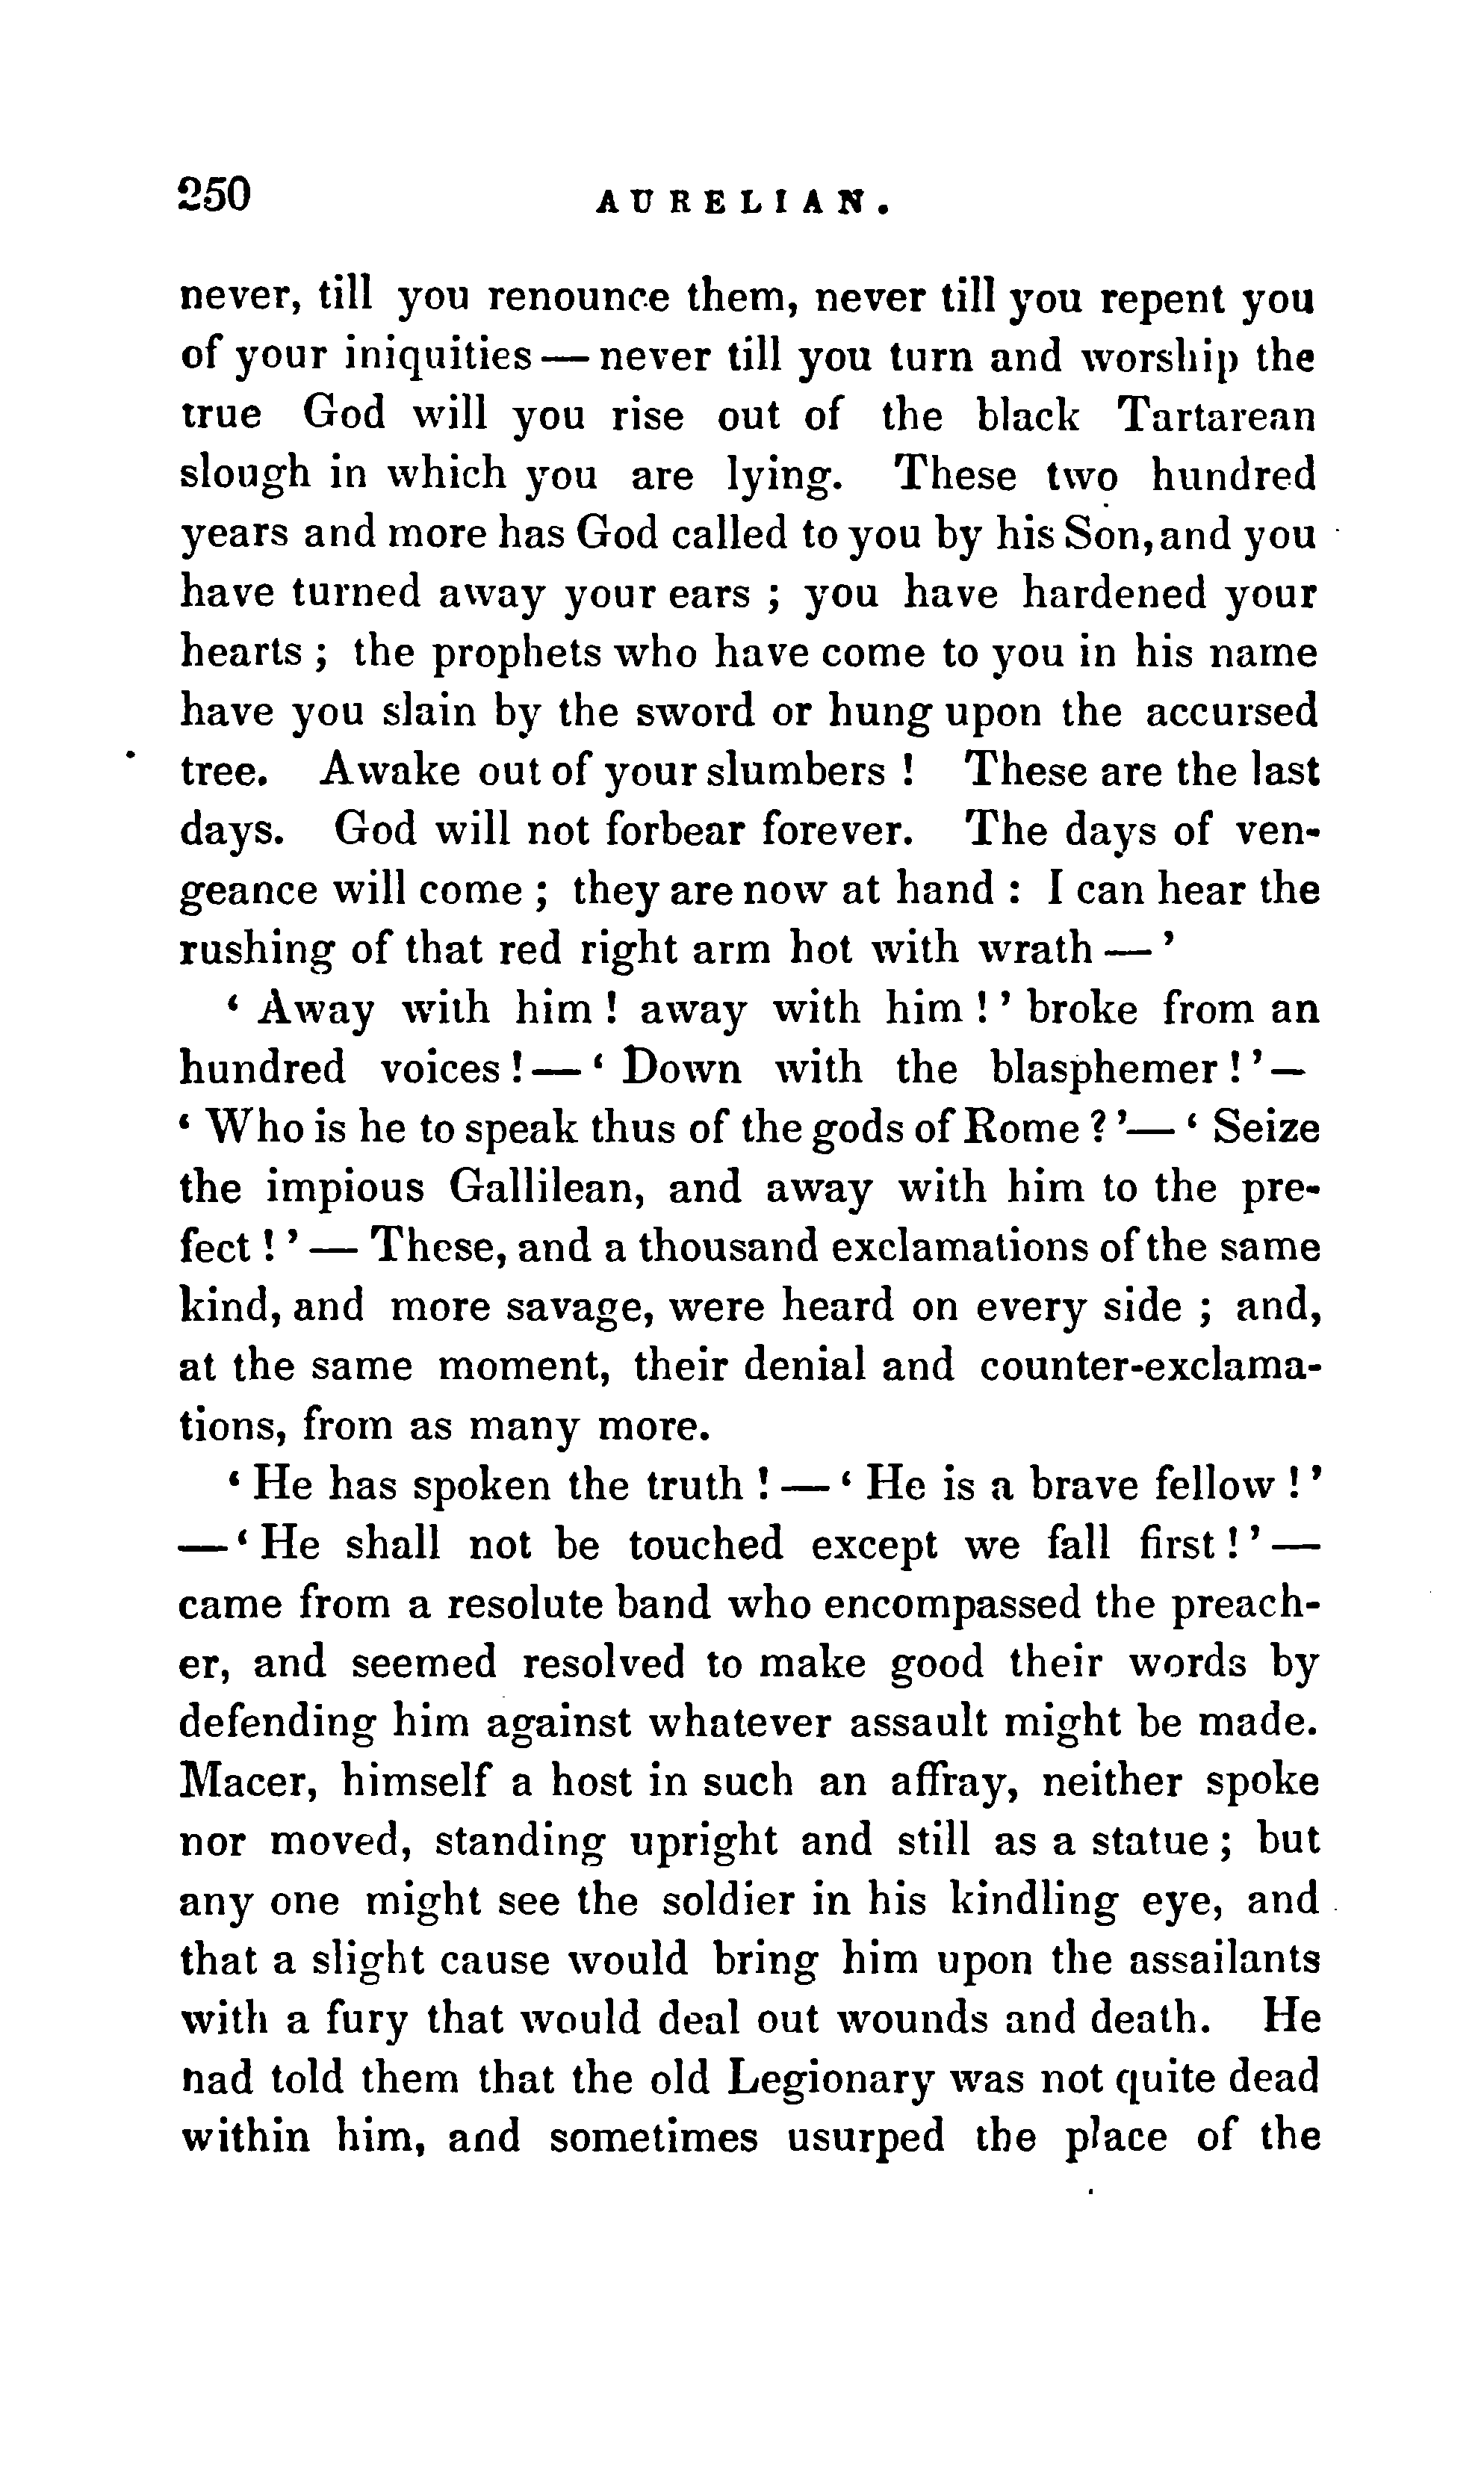 250 AURELIAN.
never, till you renounce them, never till you repent you
of your iniquities — never till you turn and worship the
true God will you rise out of the black Tartarean
slough in which you are lying. These two hundred
years and more has God called to you by his Son, and you
have turned away your ears ; you have hardened your
hearts ; the prophets who have come to you in his name
have you slain by the sword or hung upon the accursed
tree. Awake out of your slumbers ! These are the last
days. God will not forbear forever. The days of ven-
geance will come ; they are now at hand : I can hear the
rushing of that red right arm hot with wrath — ’
‘ Away with him ! away with him ! ’ broke from an
hundred voices ! — ‘ Down with the blasphemer ! ’ —
‘ Who is he to speak thus of the gods of Rome ? ’ — ‘ Seize
the impious Gallilean, and away with him to the pre-
fect ! ’ — These, and a thousand exclamations of the same
kind, and more savage, were heard on every side ; and,
at the same moment, their denial and counter-exclama-
tions, from as many more.
‘ He has spoken the truth ! — ‘ He is a brave fellow ! ’
— ‘ He shall not be touched except we fall first ! ’ —
came from a resolute band who encompassed the preach-
er, and seemed resolved to make good their words by
defending him against whatever assault might be made.
Macer, himself a host in such an affray, neither spoke
nor moved, standing upright and still as a statue ; but
any one might see the soldier in his kindling eye, and
that a slight cause would bring him upon the assailants
with a fury that would deal out wounds and death. He
had told them that the old Legionary was not quite dead
within him, and sometimes usurped the place of the